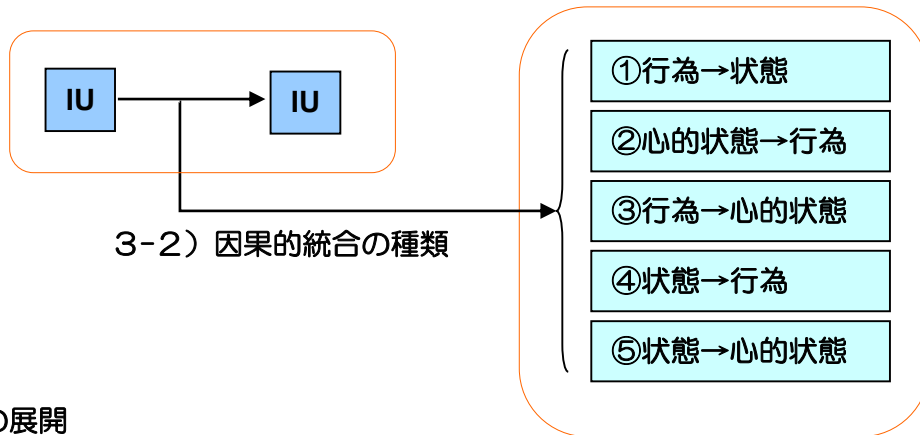 IU
IU
①行為→状態
②心的状態→行為
③行為→心的状態
3-2）因果的統合の種類
④状態→行為
⑤状態→心的状態
の展開